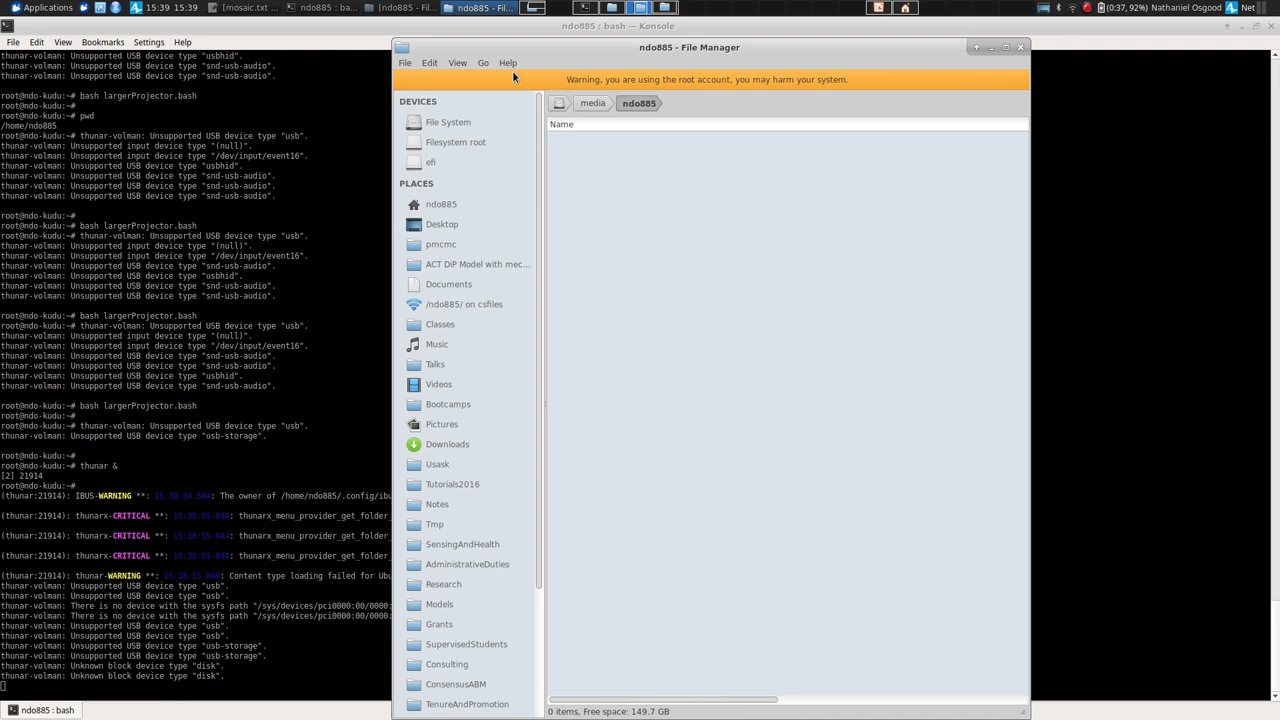 Applications 15:39 15:39 [mosaic.txt ... ndo885 : ba... [ndo885 - Fil... [ndo885 - Fil... (0:37, 92%) Nathaniel Osgood Net
ndo885 : bash — Konsole
File Edit View Bookmarks Settings Help
thunar-volman: Unsupported USB device type "usbhid".
thunar-volman: Unsupported USB device type "snd-usb-audio".
thunar-volman: Unsupported USB device type "snd-usb-audio".
root@ndo-kudu:~# bash largerProjector.bash
root@ndo-kudu:~#
root@ndo-kudu:~# pwd
/home/ndo885
root@ndo-kudu:~# thunar-volman: Unsupported USB device type "usb".
thunar-volman: Unsupported input device type "(null)".
thunar-volman: Unsupported input device type "/dev/input/event16".
thunar-volman: Unsupported USB device type "usbhid".
thunar-volman: Unsupported USB device type "snd-usb-audio".
thunar-volman: Unsupported USB device type "snd-usb-audio".
thunar-volman: Unsupported USB device type "snd-usb-audio".
root@ndo-kudu:~#
root@ndo-kudu:~# bash largerProjector.bash
root@ndo-kudu:~# thunar-volman: Unsupported USB device type "usb".
thunar-volman: Unsupported input device type "(null)".
thunar-volman: Unsupported input device type "/dev/input/event16".
thunar-volman: Unsupported USB device type "snd-usb-audio".
thunar-volman: Unsupported USB device type "usbhid".
thunar-volman: Unsupported USB device type "snd-usb-audio".
thunar-volman: Unsupported USB device type "snd-usb-audio".
root@ndo-kudu:~# bash largerProjector.bash
root@ndo-kudu:~# thunar-volman: Unsupported USB device type "usb".
thunar-volman: Unsupported input device type "(null)".
thunar-volman: Unsupported input device type "/dev/input/event16".
thunar-volman: Unsupported USB device type "snd-usb-audio".
thunar-volman: Unsupported USB device type "snd-usb-audio".
thunar-volman: Unsupported USB device type "usbhid".
thunar-volman: Unsupported USB device type "snd-usb-audio".
root@ndo-kudu:~# bash largerProjector.bash
root@ndo-kudu:~#
root@ndo-kudu:~# thunar-volman: Unsupported USB device type "usb".
thunar-volman: Unsupported USB device type "usb-storage".
root@ndo-kudu:~#
root@ndo-kudu:~# thunar &
[2] 21914
root@ndo-kudu:~#
(thunar:21914): IBUS-WARNING **: 15:38:34.504: The owner of /home/ndo885/.config/ibu
(thunar:21914): thunarx-CRITICAL **: 15:38:55.044: thunarx_menu_provider_get_folder_
(thunar:21914): thunarx-CRITICAL **: 15:38:55.044: thunarx_menu_provider_get_folder_
(thunar:21914): thunarx-CRITICAL **: 15:38:55.044: thunarx_menu_provider_get_folder_
(thunar:21914): thunar-WARNING **: 15:38:55.046: Content type loading failed for Ubu
thunar-volman: Unsupported USB device type "usb".
thunar-volman: Unsupported USB device type "usb".
thunar-volman: There is no device with the sysfs path "/sys/devices/pci0000:00/0000:
thunar-volman: There is no device with the sysfs path "/sys/devices/pci0000:00/0000:
thunar-volman: Unsupported USB device type "usb".
thunar-volman: Unsupported USB device type "usb".
thunar-volman: Unsupported USB device type "usb-storage".
thunar-volman: Unsupported USB device type "usb-storage".
thunar-volman: Unknown block device type "disk".
thunar-volman: Unknown block device type "disk".
ndo885 : bash
ndo885 - File Manager
File Edit View Go Help
Warning, you are using the root account, you may harm your system.
DEVICES
File System
Filesystem root
efi
PLACES
ndo885
Desktop
pmcmc
ACT DiP Model with mec...
Documents
/ndo885/ on csfiles
Classes
Music
Talks
Videos
Bootcamps
Pictures
Downloads
Usask
Tutorials2016
Notes
Tmp
SensingAndHealth
AdministrativeDuties
Research
Models
Grants
SupervisedStudents
Consulting
ConsensusABM
TenureAndPromotion
media ndo885
Name
0 items, Free space: 149.7 GB